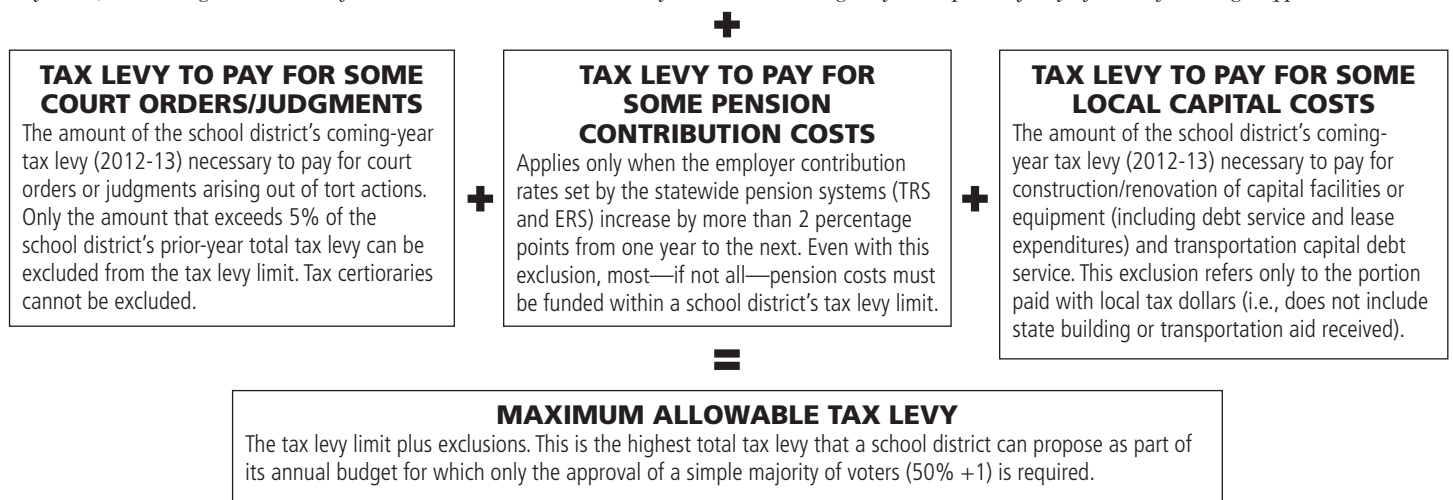 +
TAX LEVY TO PAY FOR SOME
COURT ORDERS/JUDGMENTS
The amount of the school district’s coming-year
tax levy (2012-13) necessary to pay for court
orders or judgments arising out of tort actions.
Only the amount that exceeds 5% of the
school district’s prior-year total tax levy can be
excluded from the tax levy limit. Tax certioraries
cannot be excluded.
+
TAX LEVY TO PAY FOR
SOME PENSION
CONTRIBUTION COSTS
Applies only when the employer contribution
rates set by the statewide pension systems (TRS
and ERS) increase by more than 2 percentage
points from one year to the next. Even with this
exclusion, most—if not all—pension costs must
be funded within a school district’s tax levy limit.
+
TAX LEVY TO PAY FOR SOME
LOCAL CAPITAL COSTS
The amount of the school district’s coming-
year tax levy (2012-13) necessary to pay for
construction/renovation of capital facilities or
equipment (including debt service and lease
expenditures) and transportation capital debt
service. This exclusion refers only to the portion
paid with local tax dollars (i.e., does not include
state building or transportation aid received).
=
MAXIMUM ALLOWABLE TAX LEVY
The tax levy limit plus exclusions. This is the highest total tax levy that a school district can propose as part of
its annual budget for which only the approval of a simple majority of voters (50% +1) is required.